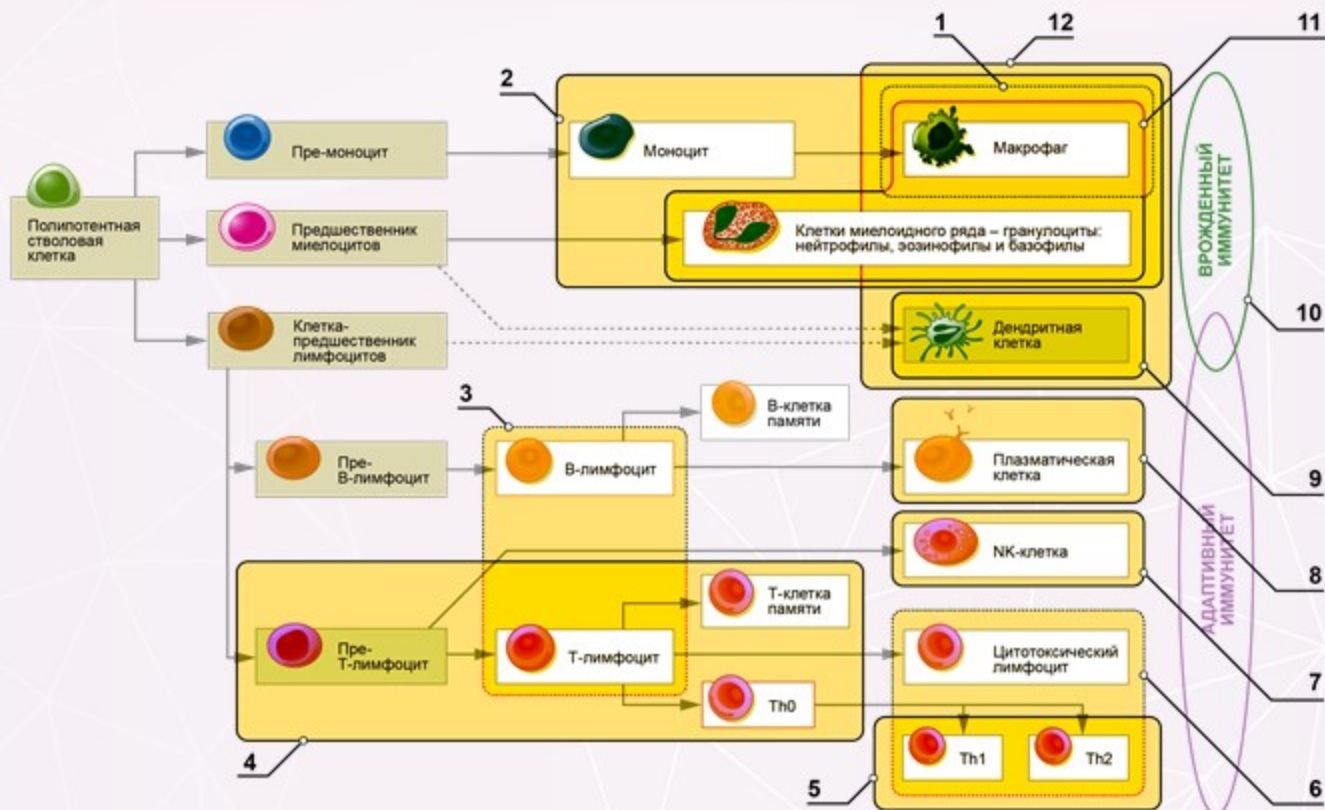 1
12
11
2
Пре-моноцит
Моноцит
Макрофаг
Полипотентная
стволовая
клетка
Предшественник
миелоцитов
Клетки миелоидного ряда – гранулоциты:
нейтрофилы, эозинофилы и базофилы
ВРОЖДЕННЫЙ
ИММУНИТЕТ
10
Клетка-
предшественник
лимфоцитов
Дендритная
клетка
3
В-клетка
памяти
Пре-
В-лимфоцит
В-лимфоцит
Плазматическая
клетка
9
NK-клетка
АДАПТИВНЫЙ
ИММУНИТЕТ
8
Т-клетка
памяти
Пре-
Т-лимфоцит
Т-лимфоцит
Цитотоксический
лимфоцит
7
Th0
4
Th1
Th2
5
6